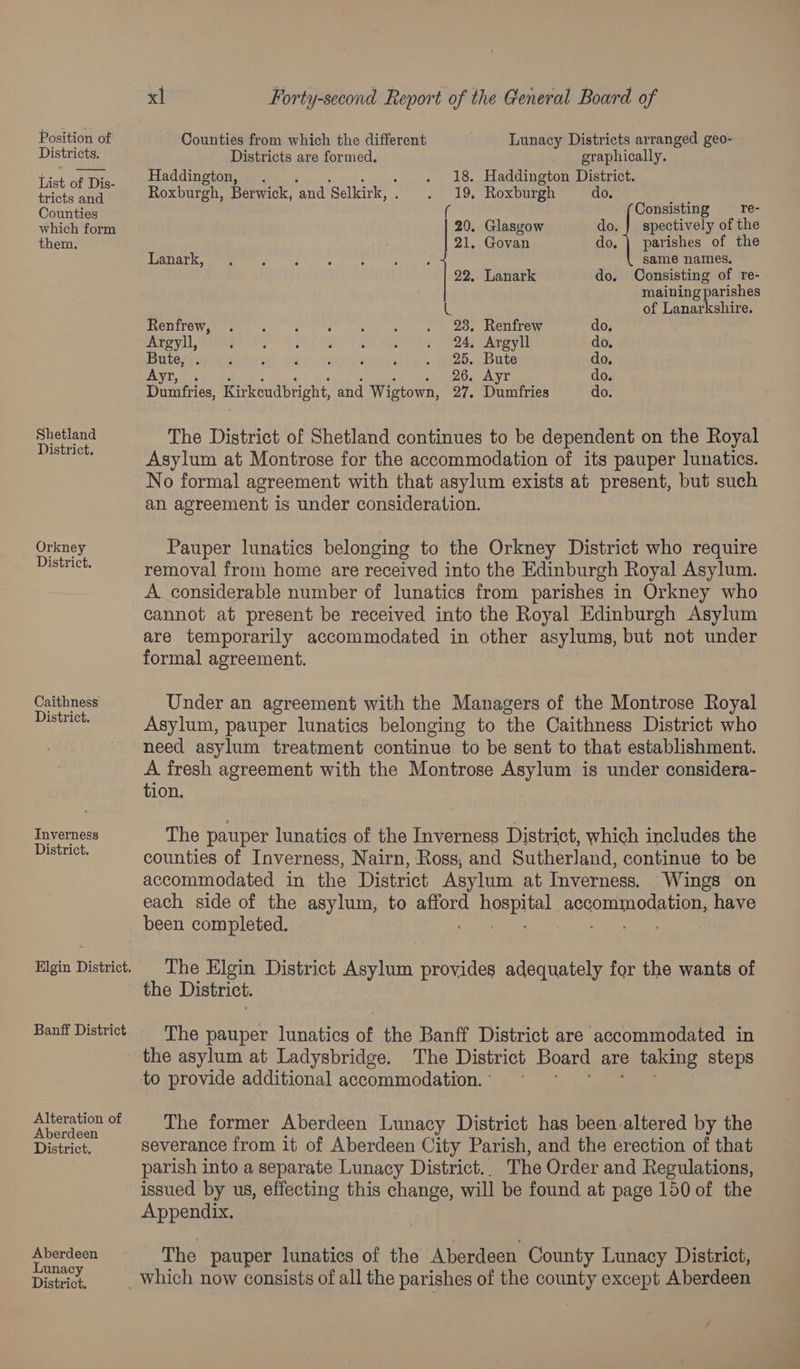 xl Forty-second Report of the General Board of
Position of
Districts.
List of Dis-
tricts and
Counties
which form
them.
Counties from which the different Lunacy Districts arranged geo-
Districts are formed. graphically.
Haddington, . . . . . 18. Haddington District.
Roxburgh, Berwick, and Selkirk, . . 19. Roxburgh do.
Lanark, . . . . . . .
20. Glasgow do.
21. Govan do.
Consisting re-
spectively of the
parishes of the
same names.
22. Lanark do. Consisting of re-
maining parishes
of Lanarkshire.
Renfrew, . . . . . . . 23. Renfrew do.
Argyll, . . . . . . . 24. Argyll do.
Bute, . . . . . . . . 25. Bute do.
Ayr, . . . . . . 26. Ayr do.
Dumfries, Kirkcudbright, and Wigtown, 27. Dumfries do.
Shetland
District.
The District of Shetland continues to be dependent on the Royal
Asylum at Montrose for the accommodation of its pauper lunatics.
No formal agreement with that asylum exists at present, but such
an agreement is under consideration.
Orkney
District.
Pauper lunatics belonging to the Orkney District who require
removal from home are received into the Edinburgh Royal Asylum.
A considerable number of lunatics from parishes in Orkney who
cannot at present be received into the Royal Edinburgh Asylum
are temporarily accommodated in other asylums, but not under
formal agreement.
Caithness
District.
Under an agreement with the Managers of the Montrose Royal
Asylum, pauper lunatics belonging to the Caithness District who
need asylum treatment continue to be sent to that establishment.
A fresh agreement with the Montrose Asylum is under considera-
tion.
Inverness
District.
The pauper lunatics of the Inverness District, which includes the
counties of Inverness, Nairn, Ross, and Sutherland, continue to be
accommodated in the District Asylum at Inverness. Wings on
each side of the asylum, to afford hospital accommodation, have
been completed.
Elgin District.
The Elgin District Asylum provides adequately for the wants of
the District.
Banff District
The pauper lunatics of the Banff District are accommodated in
the asylum at Ladysbridge. The District Board are taking steps
to provide additional accommodation.
Alteration of
Aberdeen
District.
The former Aberdeen Lunacy District has been altered by the
severance from it of Aberdeen City Parish, and the erection of that
parish into a separate Lunacy District. The Order and Regulations,
issued by us, effecting this change, will be found at page 150 of the
Appendix.
Aberdeen
Lunacy
District.
The pauper lunatics of the Aberdeen County Lunacy District,
which now consists of all the parishes of the county except Aberdeen